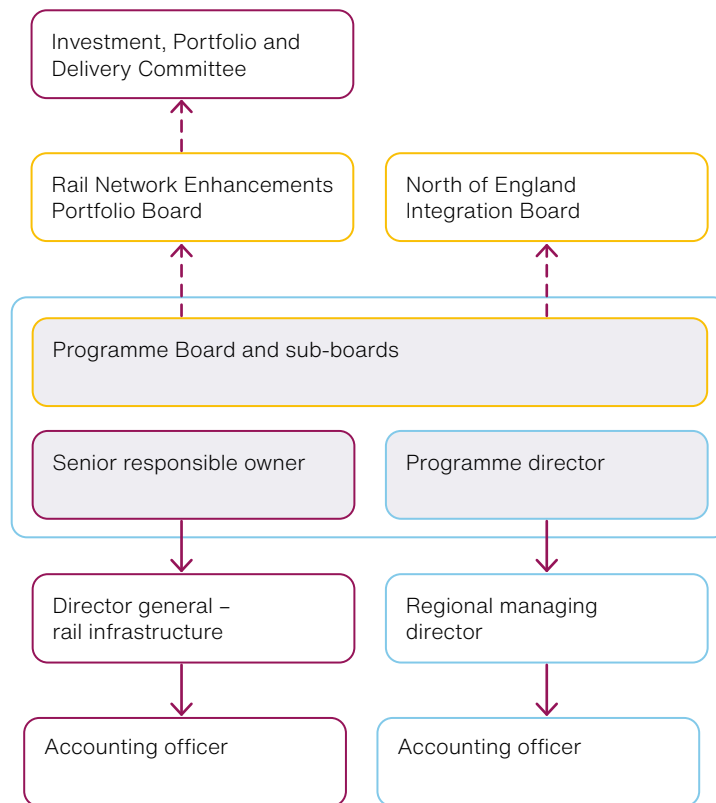 Investment, Portfolio and
Delivery Committee
Rail Network Enhancements
Portfolio Board
North of England
Integration Board
Programme Board and sub-boards
Senior responsible owner
Programme director
Director general –
rail infrastructure
Regional managing
director
Accounting officer
Accounting officer